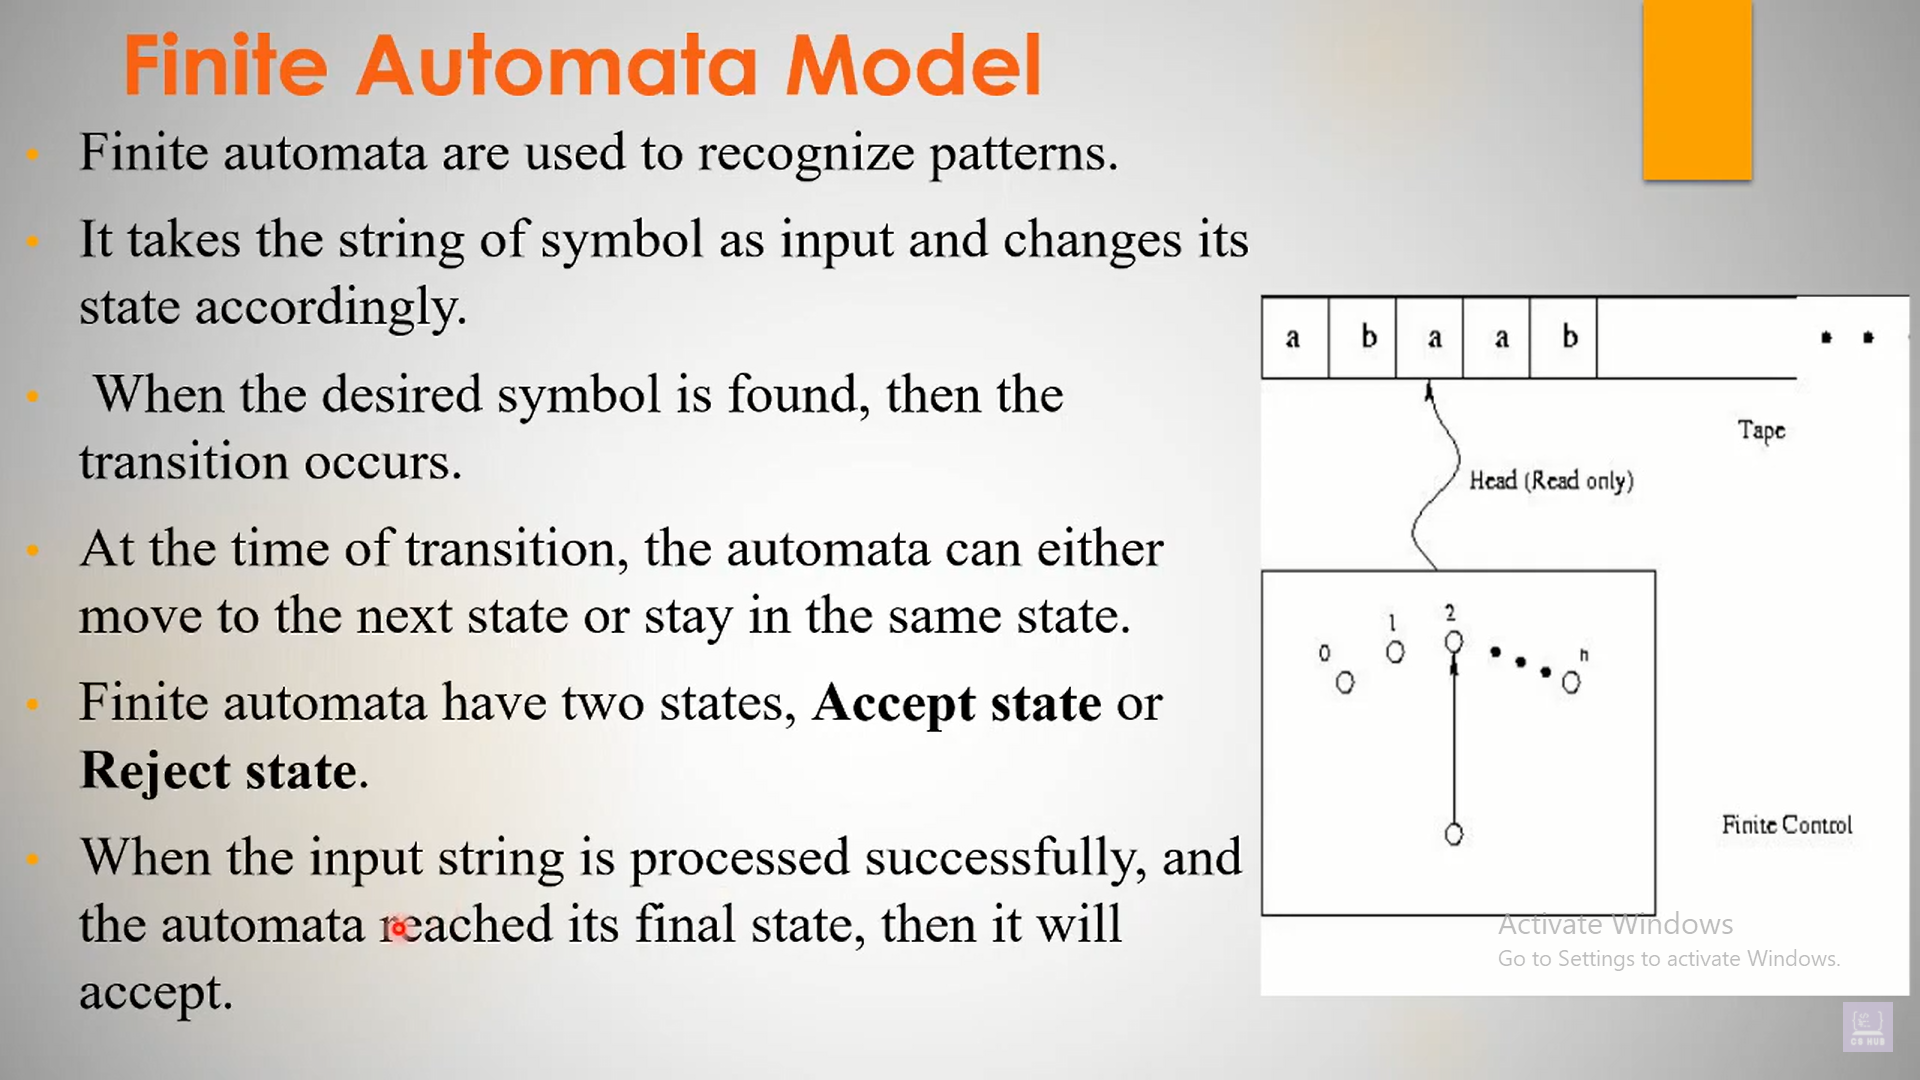 Finite Automata Model
• Finite automata are used to recognize patterns.
• It takes the string of symbol as input and changes its
state accordingly.
• When the desired symbol is found, then the
transition occurs.
• At the time of transition, the automata can either
move to the next state or stay in the same state.
• Finite automata have two states, Accept state or
Reject state.
• When the input string is processed successfully, and
the automata reached its final state, then it will
accept.
a b a a b
Tape
Head (Read only)
0 1 2 n
Finite Control
Activate Windows
Go to Settings to activate Windows.
CS HUB